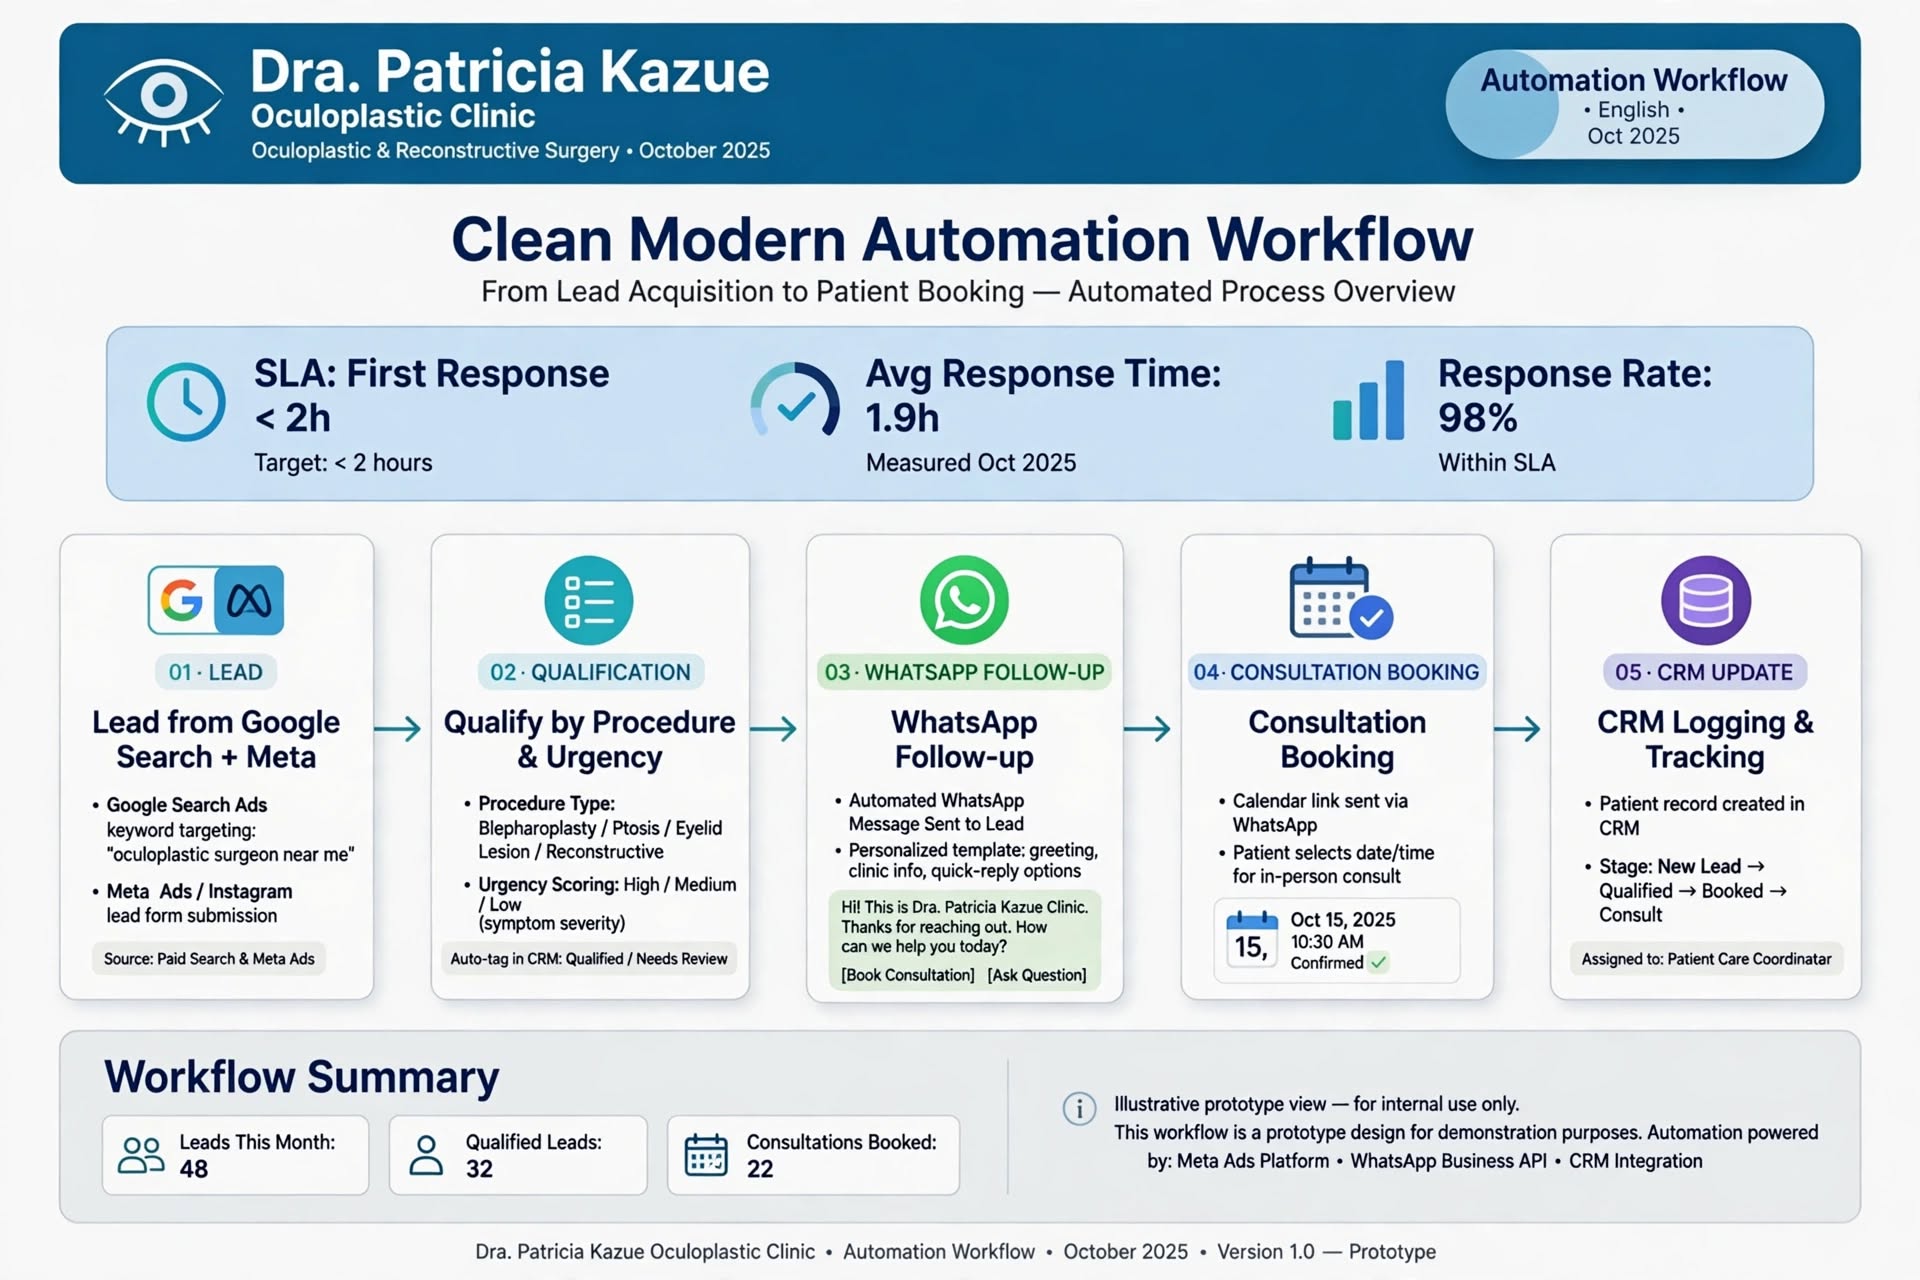 Dra. Patricia Kazue
Oculoplastic Clinic
Oculoplastic & Reconstructive Surgery • October 2025
Automation Workflow
• English •
Oct 2025
Clean Modern Automation Workflow
From Lead Acquisition to Patient Booking — Automated Process Overview
SLA: First Response
< 2h
Target: < 2 hours
Avg Response Time:
1.9h
Measured Oct 2025
Response Rate:
98%
Within SLA
01 · LEAD
Lead from Google
Search + Meta
• Google Search Ads
keyword targeting:
"oculoplastic surgeon near me"
• Meta Ads / Instagram
lead form submission
Source: Paid Search & Meta Ads
02 · QUALIFICATION
Qualify by Procedure
& Urgency
• Procedure Type:
Blepharoplasty / Ptosis / Eyelid
Lesion / Reconstructive
• Urgency Scoring: High / Medium
/ Low
(symptom severity)
Auto-tag in CRM: Qualified / Needs Review
03 · WHATSAPP FOLLOW-UP
WhatsApp
Follow-up
• Automated WhatsApp
Message Sent to Lead
• Personalized template: greeting,
clinic info, quick-reply options
Hi! This is Dra. Patricia Kazue Clinic.
Thanks for reaching out. How
can we help you today?
[Book Consultation] [Ask Question]
04 · CONSULTATION BOOKING
Consultation
Booking
• Calendar link sent via
WhatsApp
• Patient selects date/time
for in-person consult
15,
Oct 15, 2025
10:30 AM
Confirmed ✓
05 · CRM UPDATE
CRM Logging &
Tracking
• Patient record created in
CRM
• Stage: New Lead →
Qualified → Booked →
Consult
Assigned to: Patient Care Coordinatar
Workflow Summary
Leads This Month:
48
Qualified Leads:
32
Consultations Booked:
22
Illustrative prototype view — for internal use only.
This workflow is a prototype design for demonstration purposes. Automation powered
by: Meta Ads Platform • WhatsApp Business API • CRM Integration
Dra. Patricia Kazue Oculoplastic Clinic • Automation Workflow • October 2025 • Version 1.0 — Prototype